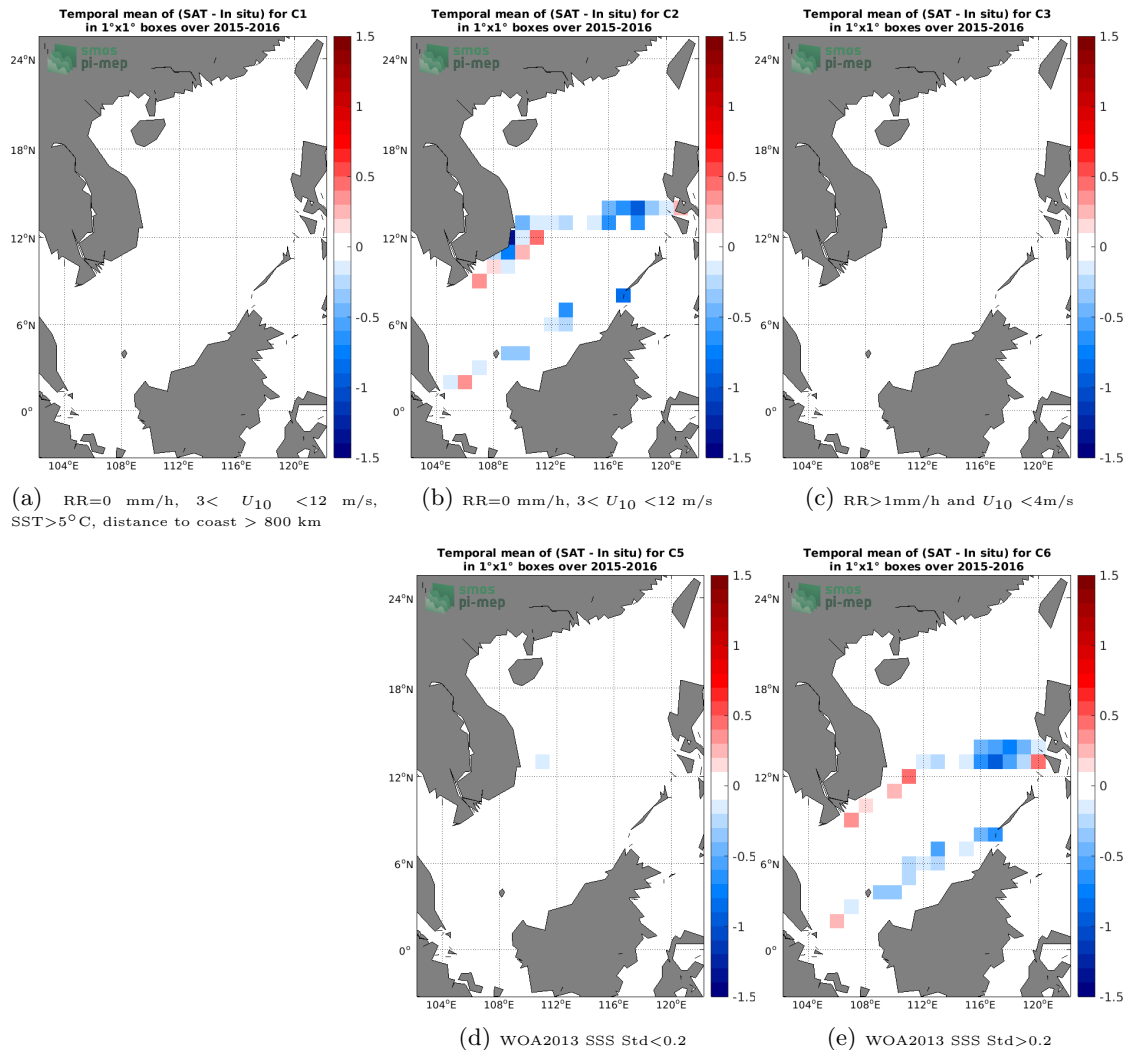 Temporal mean of (SAT - In situ) for C1
in 1°x1° boxes over 2015-2016
smos
pi-mep
24°N
18°N
12°N
6°N
0°
104°E
108°E
112°E
116°E
120°E
1.5
1
0.5
0
-0.5
-1
-1.5
(a) RR=0 mm/h, 3< U10 <12 m/s,
SST>5°C, distance to coast > 800 km
Temporal mean of (SAT - In situ) for C2
in 1°x1° boxes over 2015-2016
smos
pi-mep
24°N
18°N
12°N
6°N
0°
104°E
108°E
112°E
116°E
120°E
1.5
1
0.5
0
-0.5
-1
-1.5
(b) RR=0 mm/h, 3< U10 <12 m/s
Temporal mean of (SAT - In situ) for C3
in 1°x1° boxes over 2015-2016
smos
pi-mep
24°N
18°N
12°N
6°N
0°
104°E
108°E
112°E
116°E
120°E
1.5
1
0.5
0
-0.5
-1
-1.5
(c) RR>1mm/h and U10 <4m/s
Temporal mean of (SAT - In situ) for C5
in 1°x1° boxes over 2015-2016
smos
pi-mep
24°N
18°N
12°N
6°N
0°
104°E
108°E
112°E
116°E
120°E
1.5
1
0.5
0
-0.5
-1
-1.5
(d) WOA2013 SSS Std<0.2
Temporal mean of (SAT - In situ) for C6
in 1°x1° boxes over 2015-2016
smos
pi-mep
24°N
18°N
12°N
6°N
0°
104°E
108°E
112°E
116°E
120°E
1.5
1
0.5
0
-0.5
-1
-1.5
(e) WOA2013 SSS Std>0.2